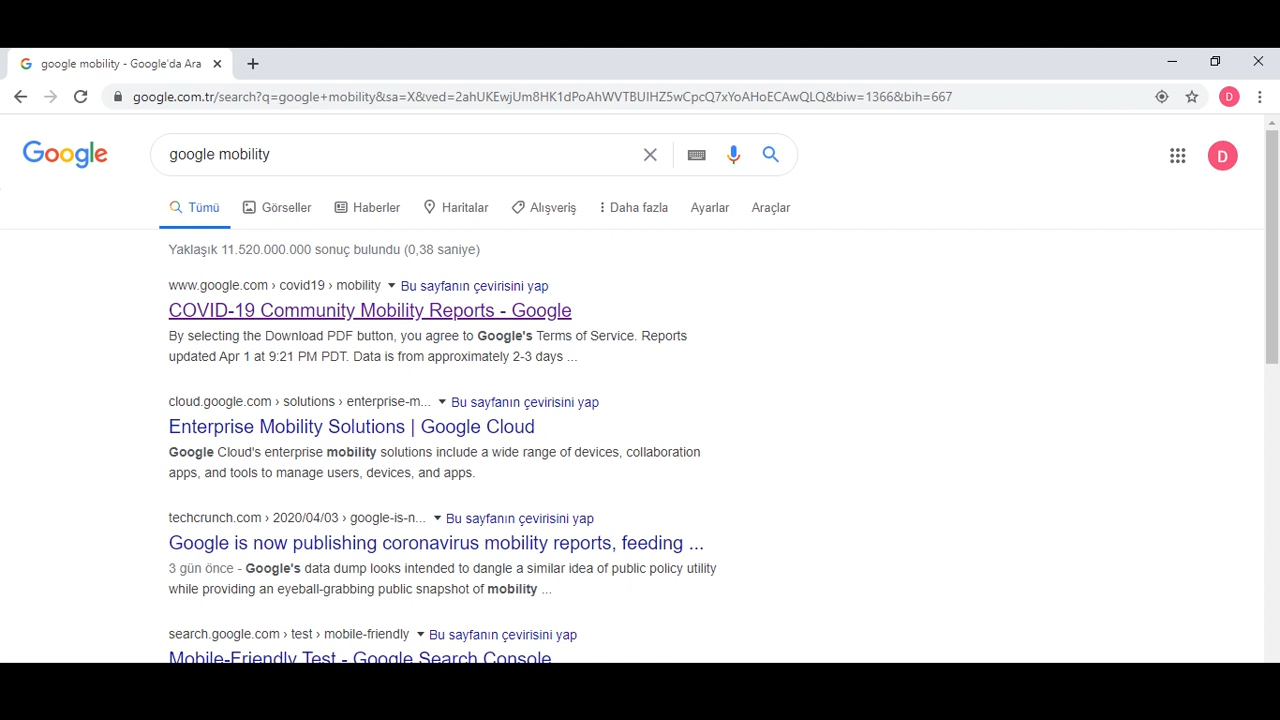 google mobility - Google'da Ara
google.com.tr/search?q=google+mobility&sa=X&ved=2ahUKEwjUm8HK1dPoAhWVTBUIHZ5wCpcQ7xYoAHoECAwQLQ&biw=1366&bih=667
D
Google
google mobility
D
Tümü Görseller Haberler Haritalar Alışveriş Daha fazla Ayarlar Araçlar
Yaklaşık 11.520.000.000 sonuç bulundu (0,38 saniye)
www.google.com › covid19 › mobility Bu sayfanın çevirisini yap
COVID-19 Community Mobility Reports - Google
By selecting the Download PDF button, you agree to Google's Terms of Service. Reports
updated Apr 1 at 9:21 PM PDT. Data is from approximately 2-3 days ...
cloud.google.com › solutions › enterprise-m... Bu sayfanın çevirisini yap
Enterprise Mobility Solutions | Google Cloud
Google Cloud's enterprise mobility solutions include a wide range of devices, collaboration
apps, and tools to manage users, devices, and apps.
techcrunch.com › 2020/04/03 › google-is-n... Bu sayfanın çevirisini yap
Google is now publishing coronavirus mobility reports, feeding ...
3 gün önce - Google's data dump looks intended to dangle a similar idea of public policy utility
while providing an eyeball-grabbing public snapshot of mobility ...
search.google.com › test › mobile-friendly Bu sayfanın çevirisini yap
Mobile-Friendly Test - Google Search Console